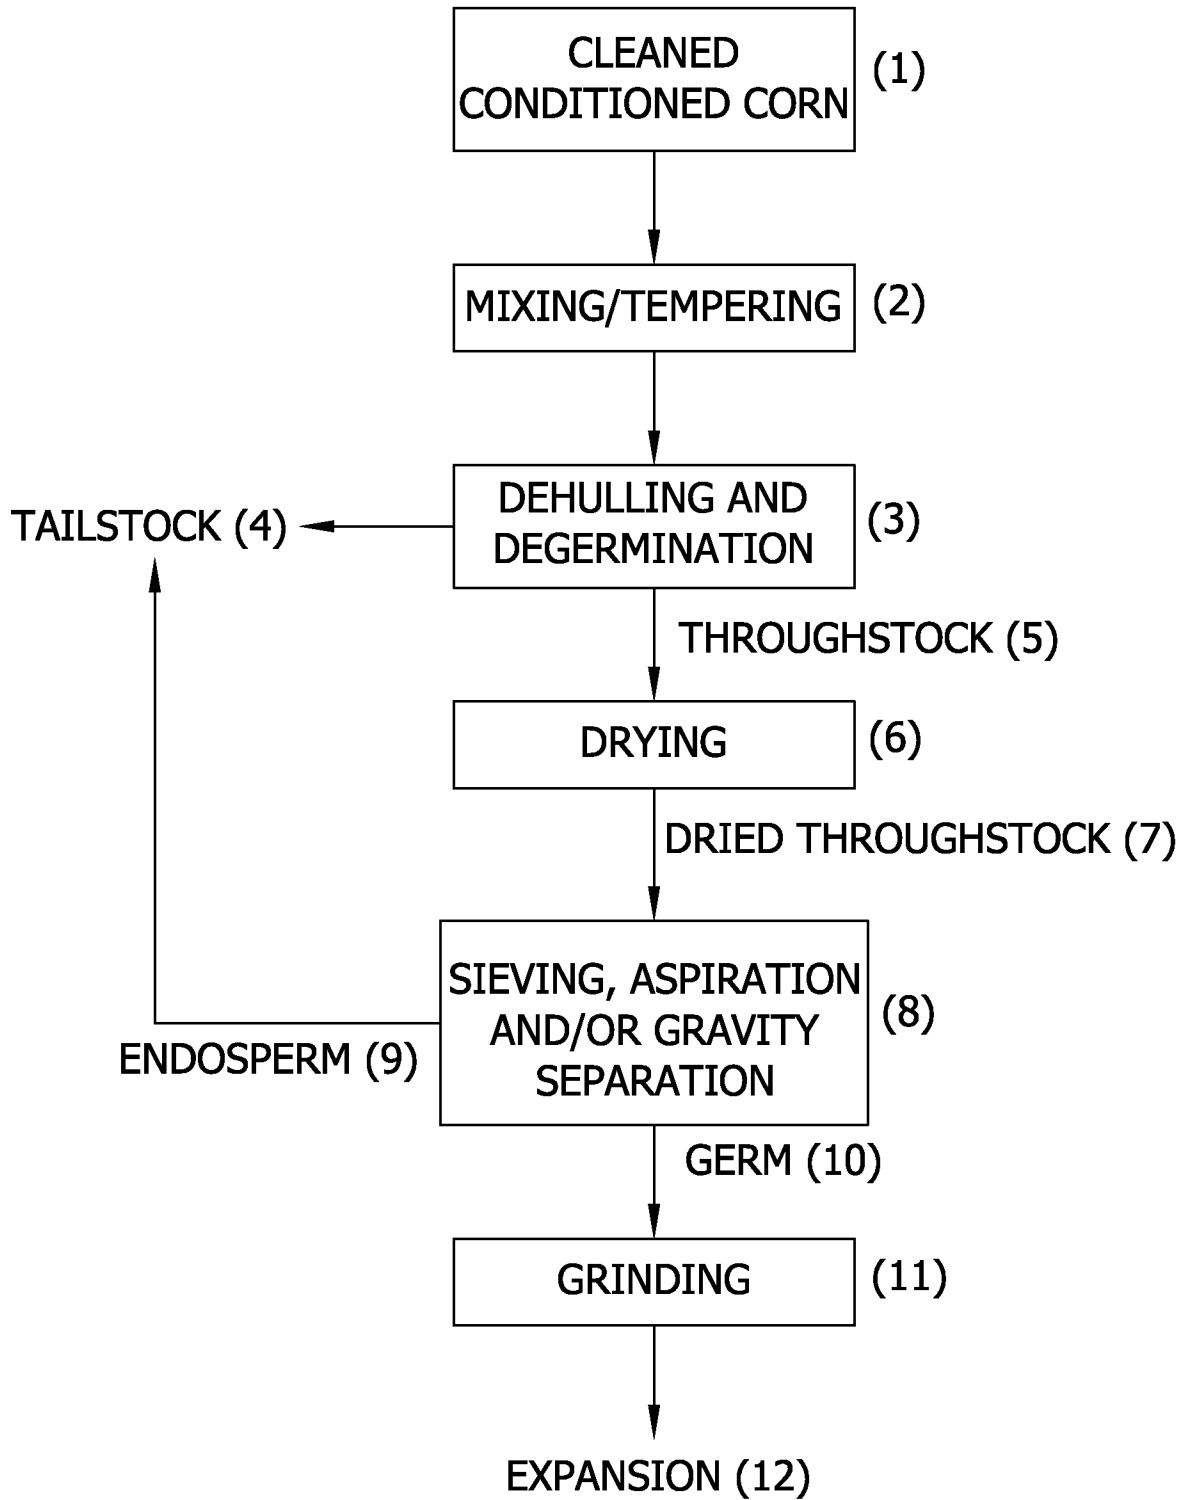 CLEANED
CONDITIONED CORN
(1)
MIXING/TEMPERING
(2)
DEHULLING AND
DEGERMINATION
(3)
TAILSTOCK (4)
THROUGHSTOCK (5)
DRYING
(6)
DRIED THROUGHSTOCK (7)
SIEVING, ASPIRATION
AND/OR GRAVITY
SEPARATION
(8)
ENDOSPERM (9)
GERM (10)
GRINDING
(11)
EXPANSION (12)